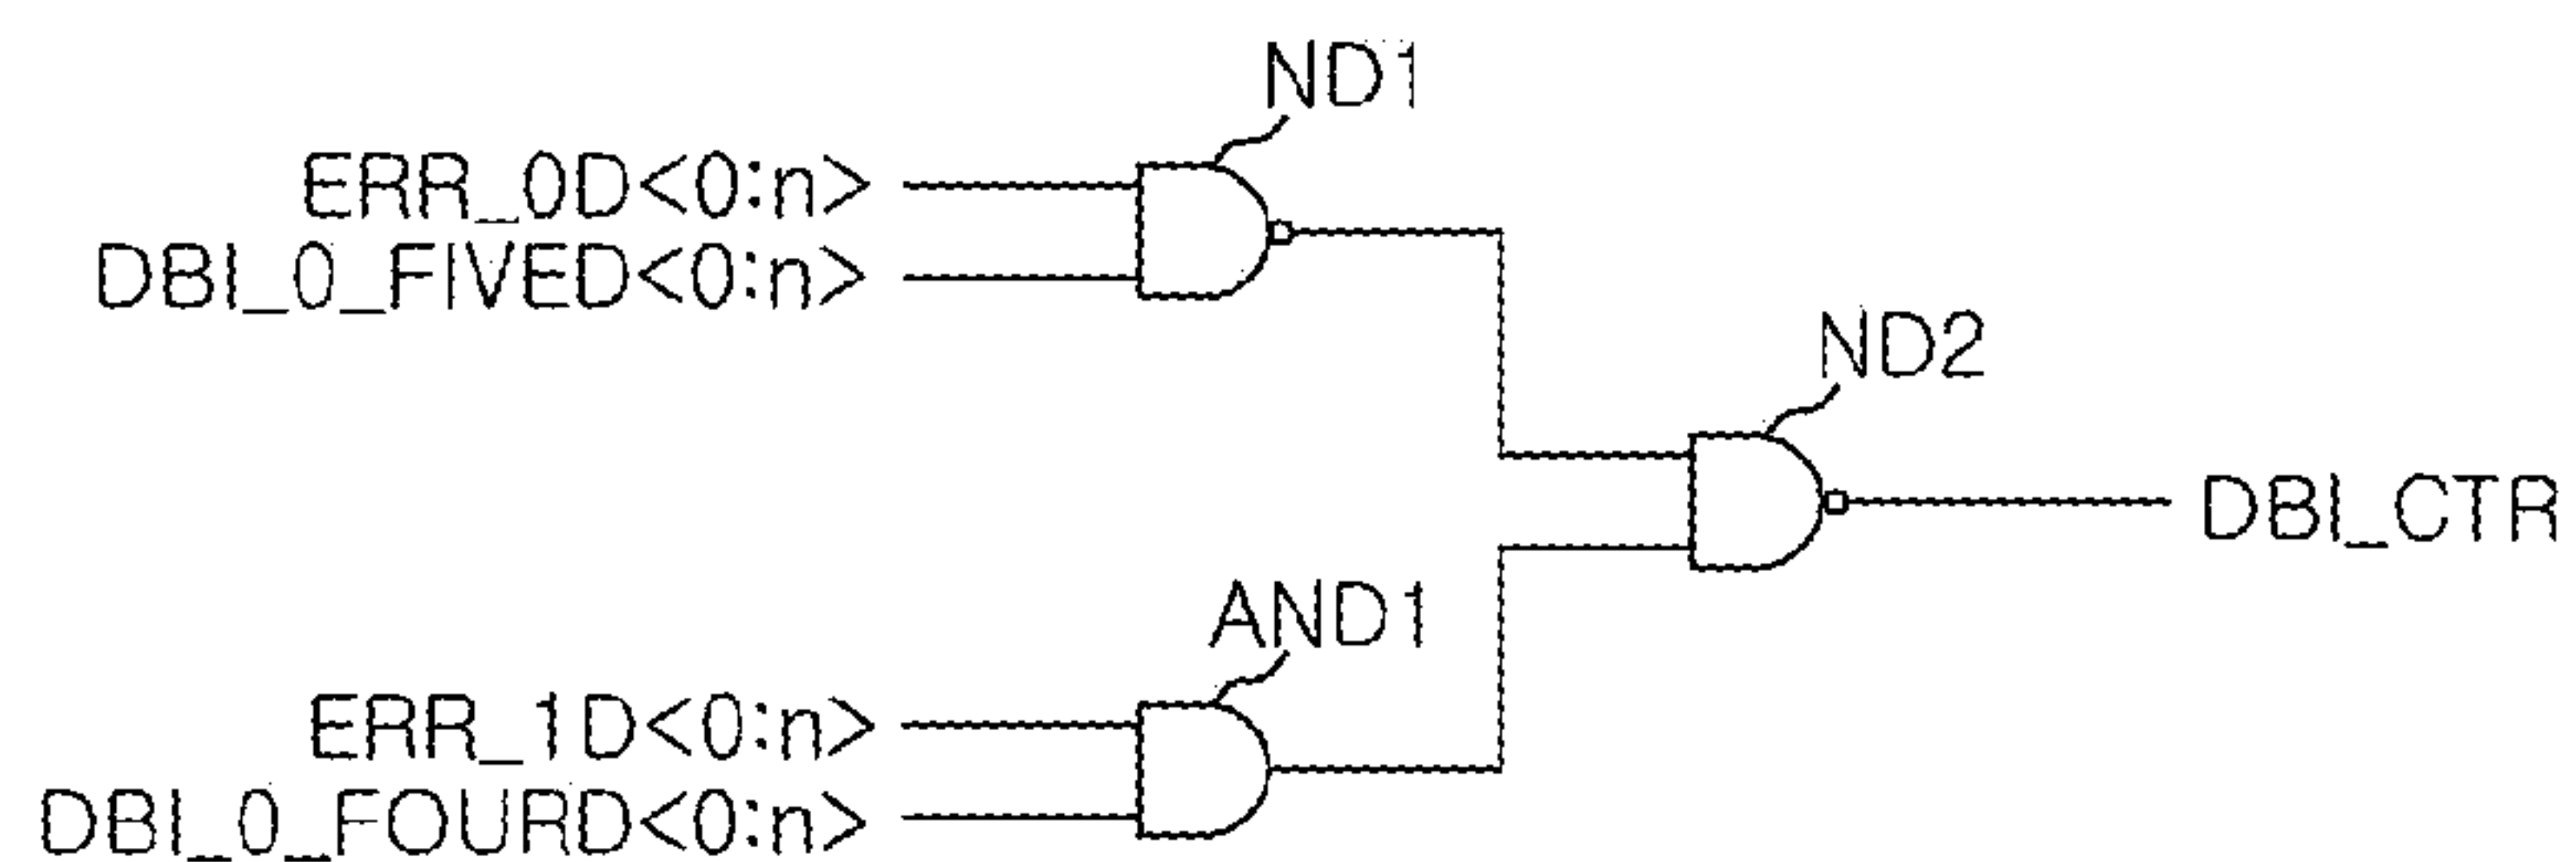 ND1
ERR_0D<0:n>
DBI_0_FIVED<0:n>
ND2
DBI_CTR
AND1
ERR_1D<0:n>
DBI_0_FOURD<0:n>